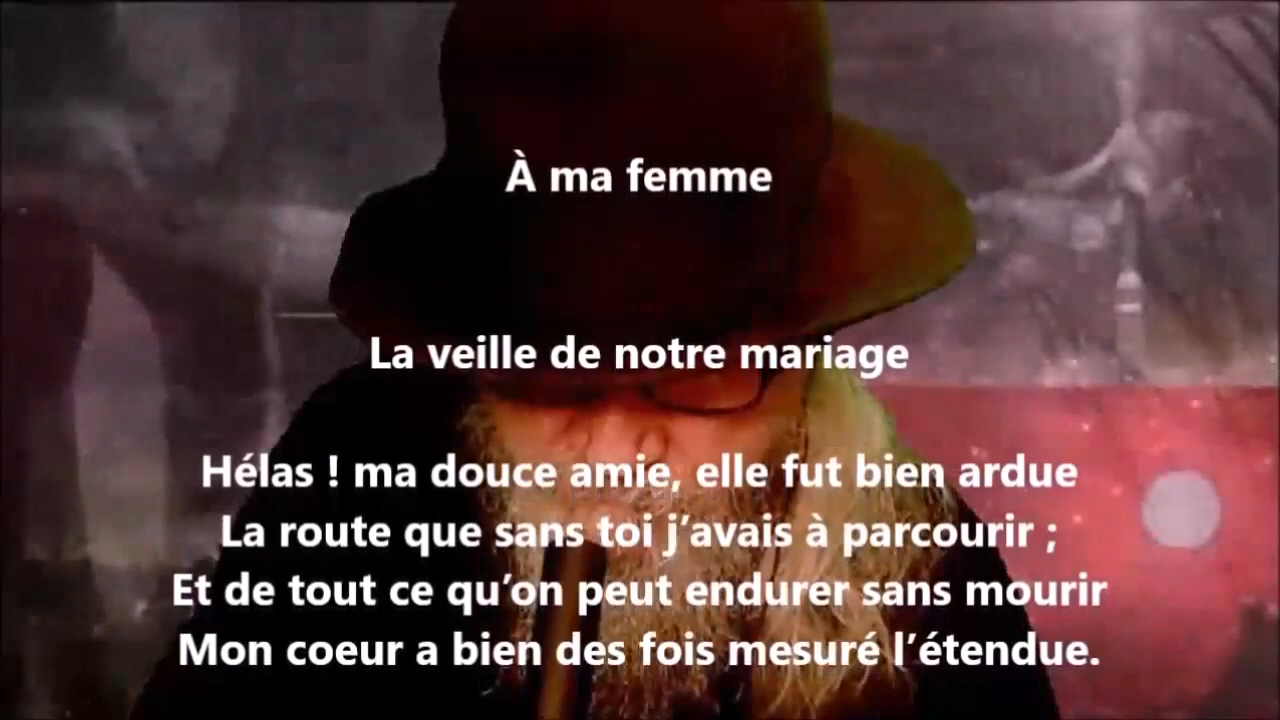 À ma femme
La veille de notre mariage
Hélas ! ma douce amie, elle fut bien ardue
La route que sans toi j’avais à parcourir ;
Et de tout ce qu’on peut endurer sans mourir
Mon coeur a bien des fois mesuré l’étendue.